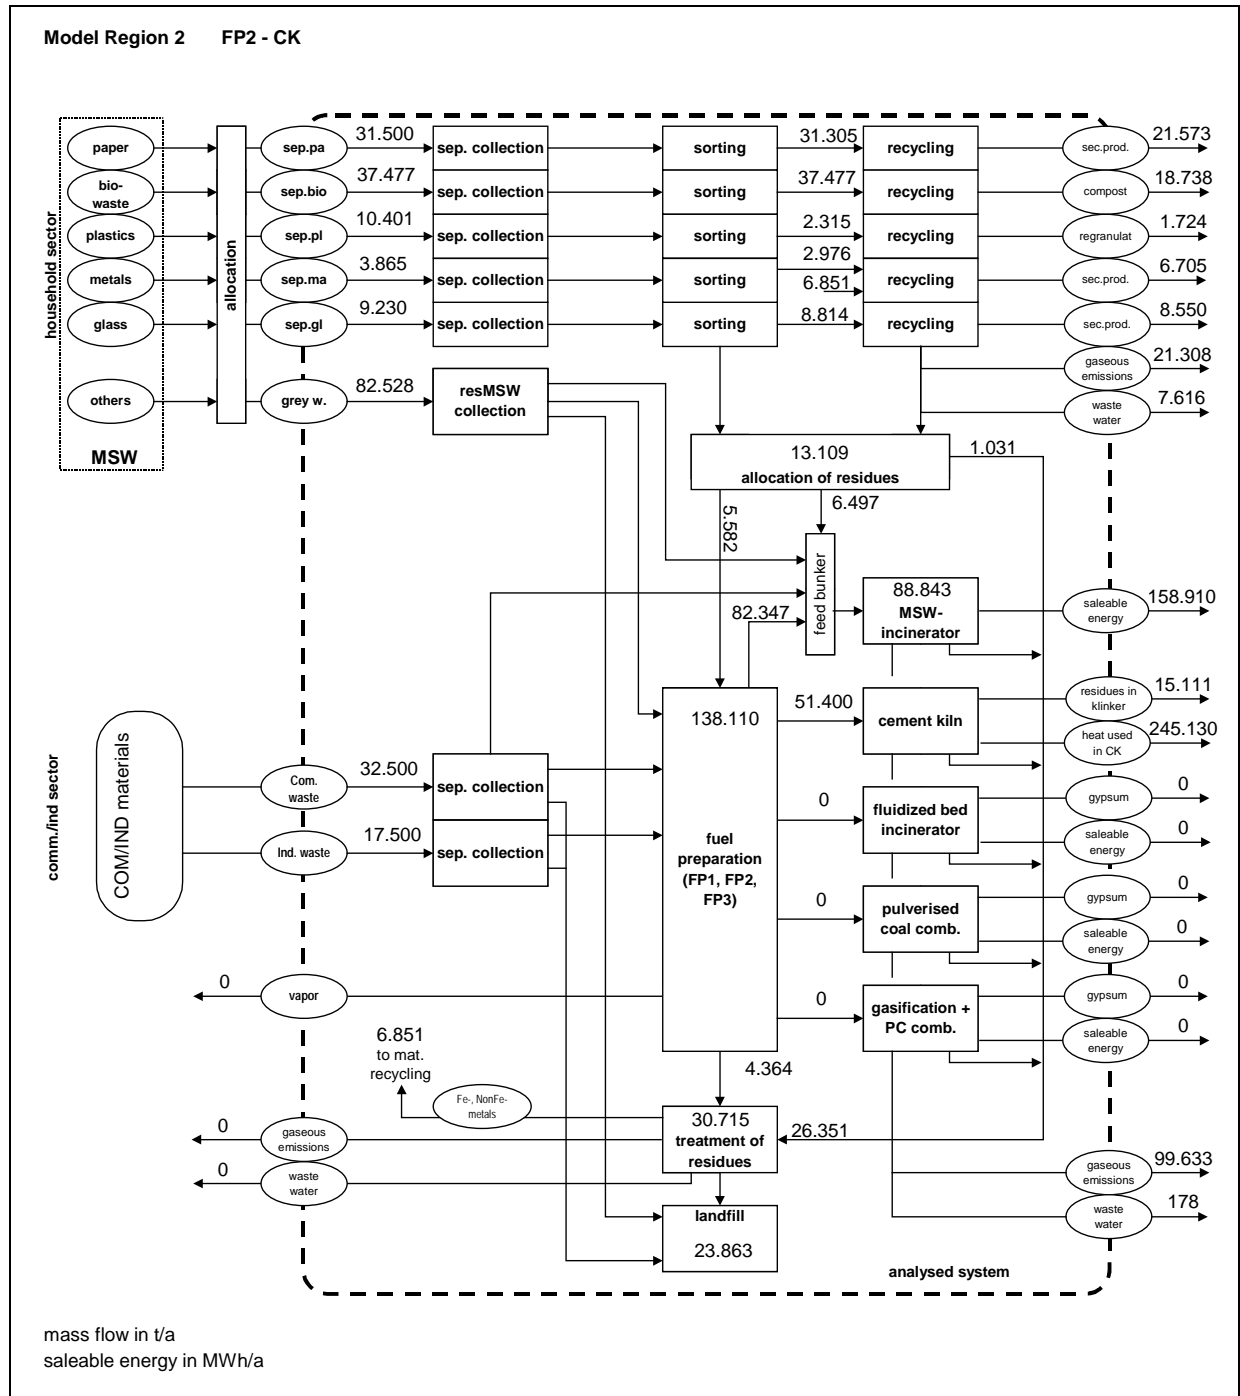 Model Region 2 FP2 - CK
household sector
paper
bio-
waste
plastics
metals
glass
others
MSW
allocation
sep.pa
31.500
sep. collection
sorting
31.305
recycling
sec.prod.
21.573
sep.bio
37.477
sep. collection
sorting
37.477
recycling
compost
18.738
sep.pl
10.401
sep. collection
sorting
2.315
recycling
regranulat
1.724
sep.ma
3.865
sep. collection
sorting
2.976
6.851
recycling
sec.prod.
6.705
sep.gl
9.230
sep. collection
sorting
8.814
recycling
sec.prod.
8.550
gaseous
emissions
21.308
waste
water
7.616
grey w.
82.528
resMSW
collection
13.109
allocation of residues
1.031
5.582
6.497
feed bunker
82.347
88.843
MSW-
incinerator
saleable
energy
158.910
comm./ind sector
COM/IND materials
Com.
waste
32.500
sep. collection
Ind. waste
17.500
sep. collection
138.110
fuel
preparation
(FP1, FP2,
FP3)
51.400
cement kiln
residues in
klinker
15.111
heat used
in CK
245.130
0
fluidized bed
incinerator
gypsum
0
saleable
energy
0
0
pulverised
coal comb.
gypsum
0
saleable
energy
0
0
gasification +
PC comb.
gypsum
0
saleable
energy
0
0
vapor
6.851
to mat.
recycling
Fe-, NonFe-
metals
4.364
30.715
treatment of
residues
26.351
0
gaseous
emissions
0
waste
water
landfill
23.863
gaseous
emissions
99.633
waste
water
178
analysed system
mass flow in t/a
saleable energy in MWh/a